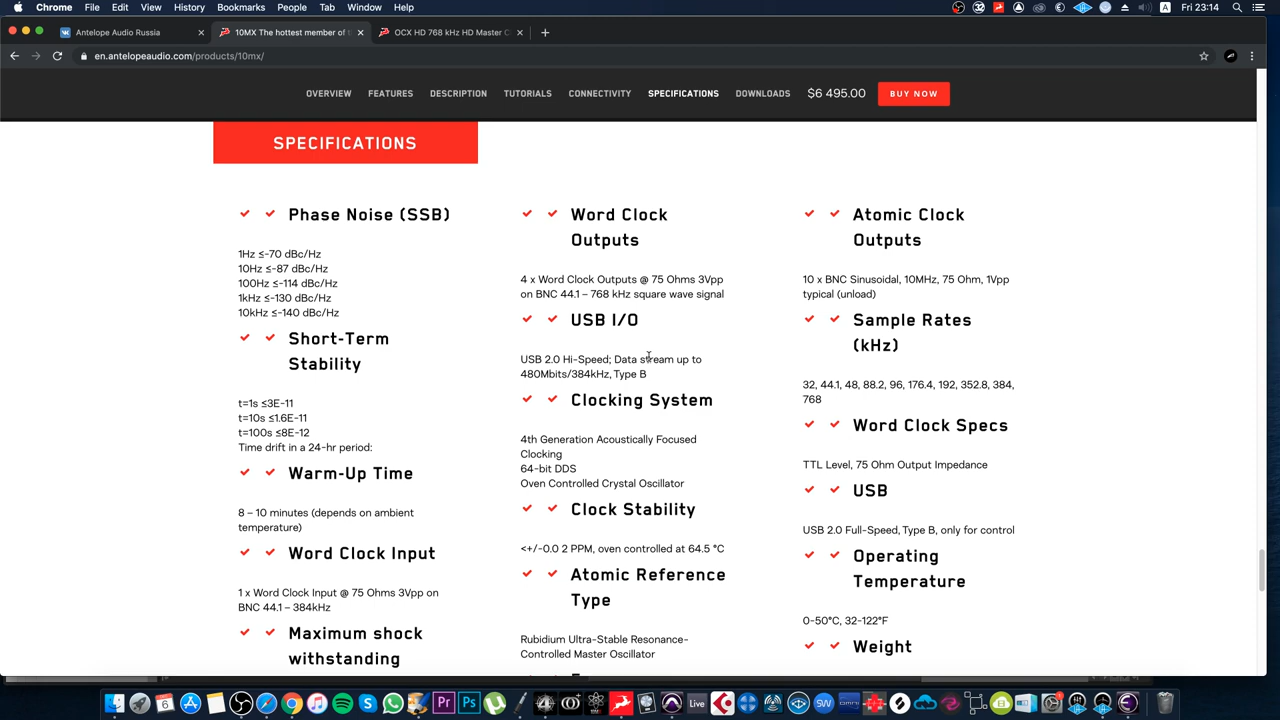 Chrome File Edit View History Bookmarks People Tab Window Help
Fri 23:14
Antelope Audio Russia
10MX The hottest member of t
OCX HD 768 kHz HD Master C
en.antelopeaudio.com/products/10mx/
OVERVIEW FEATURES DESCRIPTION TUTORIALS CONNECTIVITY SPECIFICATIONS DOWNLOADS $6 495.00 BUY NOW
SPECIFICATIONS
Phase Noise (SSB)
1Hz ≤-70 dBc/Hz
10Hz ≤-87 dBc/Hz
100Hz ≤-114 dBc/Hz
1kHz ≤-130 dBc/Hz
10kHz ≤-140 dBc/Hz
Short-Term
Stability
t=1s ≤3E-11
t=10s ≤1.6E-11
t=100s ≤8E-12
Time drift in a 24-hr period:
Warm-Up Time
8 – 10 minutes (depends on ambient
temperature)
Word Clock Input
1 x Word Clock Input @ 75 Ohms 3Vpp on
BNC 44.1 – 384kHz
Maximum shock
withstanding
Word Clock
Outputs
4 x Word Clock Outputs @ 75 Ohms 3Vpp
on BNC 44.1 – 768 kHz square wave signal
USB I/O
USB 2.0 Hi-Speed; Data stream up to
480Mbits/384kHz, Type B
Clocking System
4th Generation Acoustically Focused
Clocking
64-bit DDS
Oven Controlled Crystal Oscillator
Clock Stability
<+/-0.0 2 PPM, oven controlled at 64.5 °C
Atomic Reference
Type
Rubidium Ultra-Stable Resonance-
Controlled Master Oscillator
Atomic Clock
Outputs
10 x BNC Sinusoidal, 10MHz, 75 Ohm, 1Vpp
typical (unload)
Sample Rates
(kHz)
32, 44.1, 48, 88.2, 96, 176.4, 192, 352.8, 384,
768
Word Clock Specs
TTL Level, 75 Ohm Output Impedance
USB
USB 2.0 Full-Speed, Type B, only for control
Operating
Temperature
0-50°C, 32-122°F
Weight
6
Pr
Ps
Live
SW